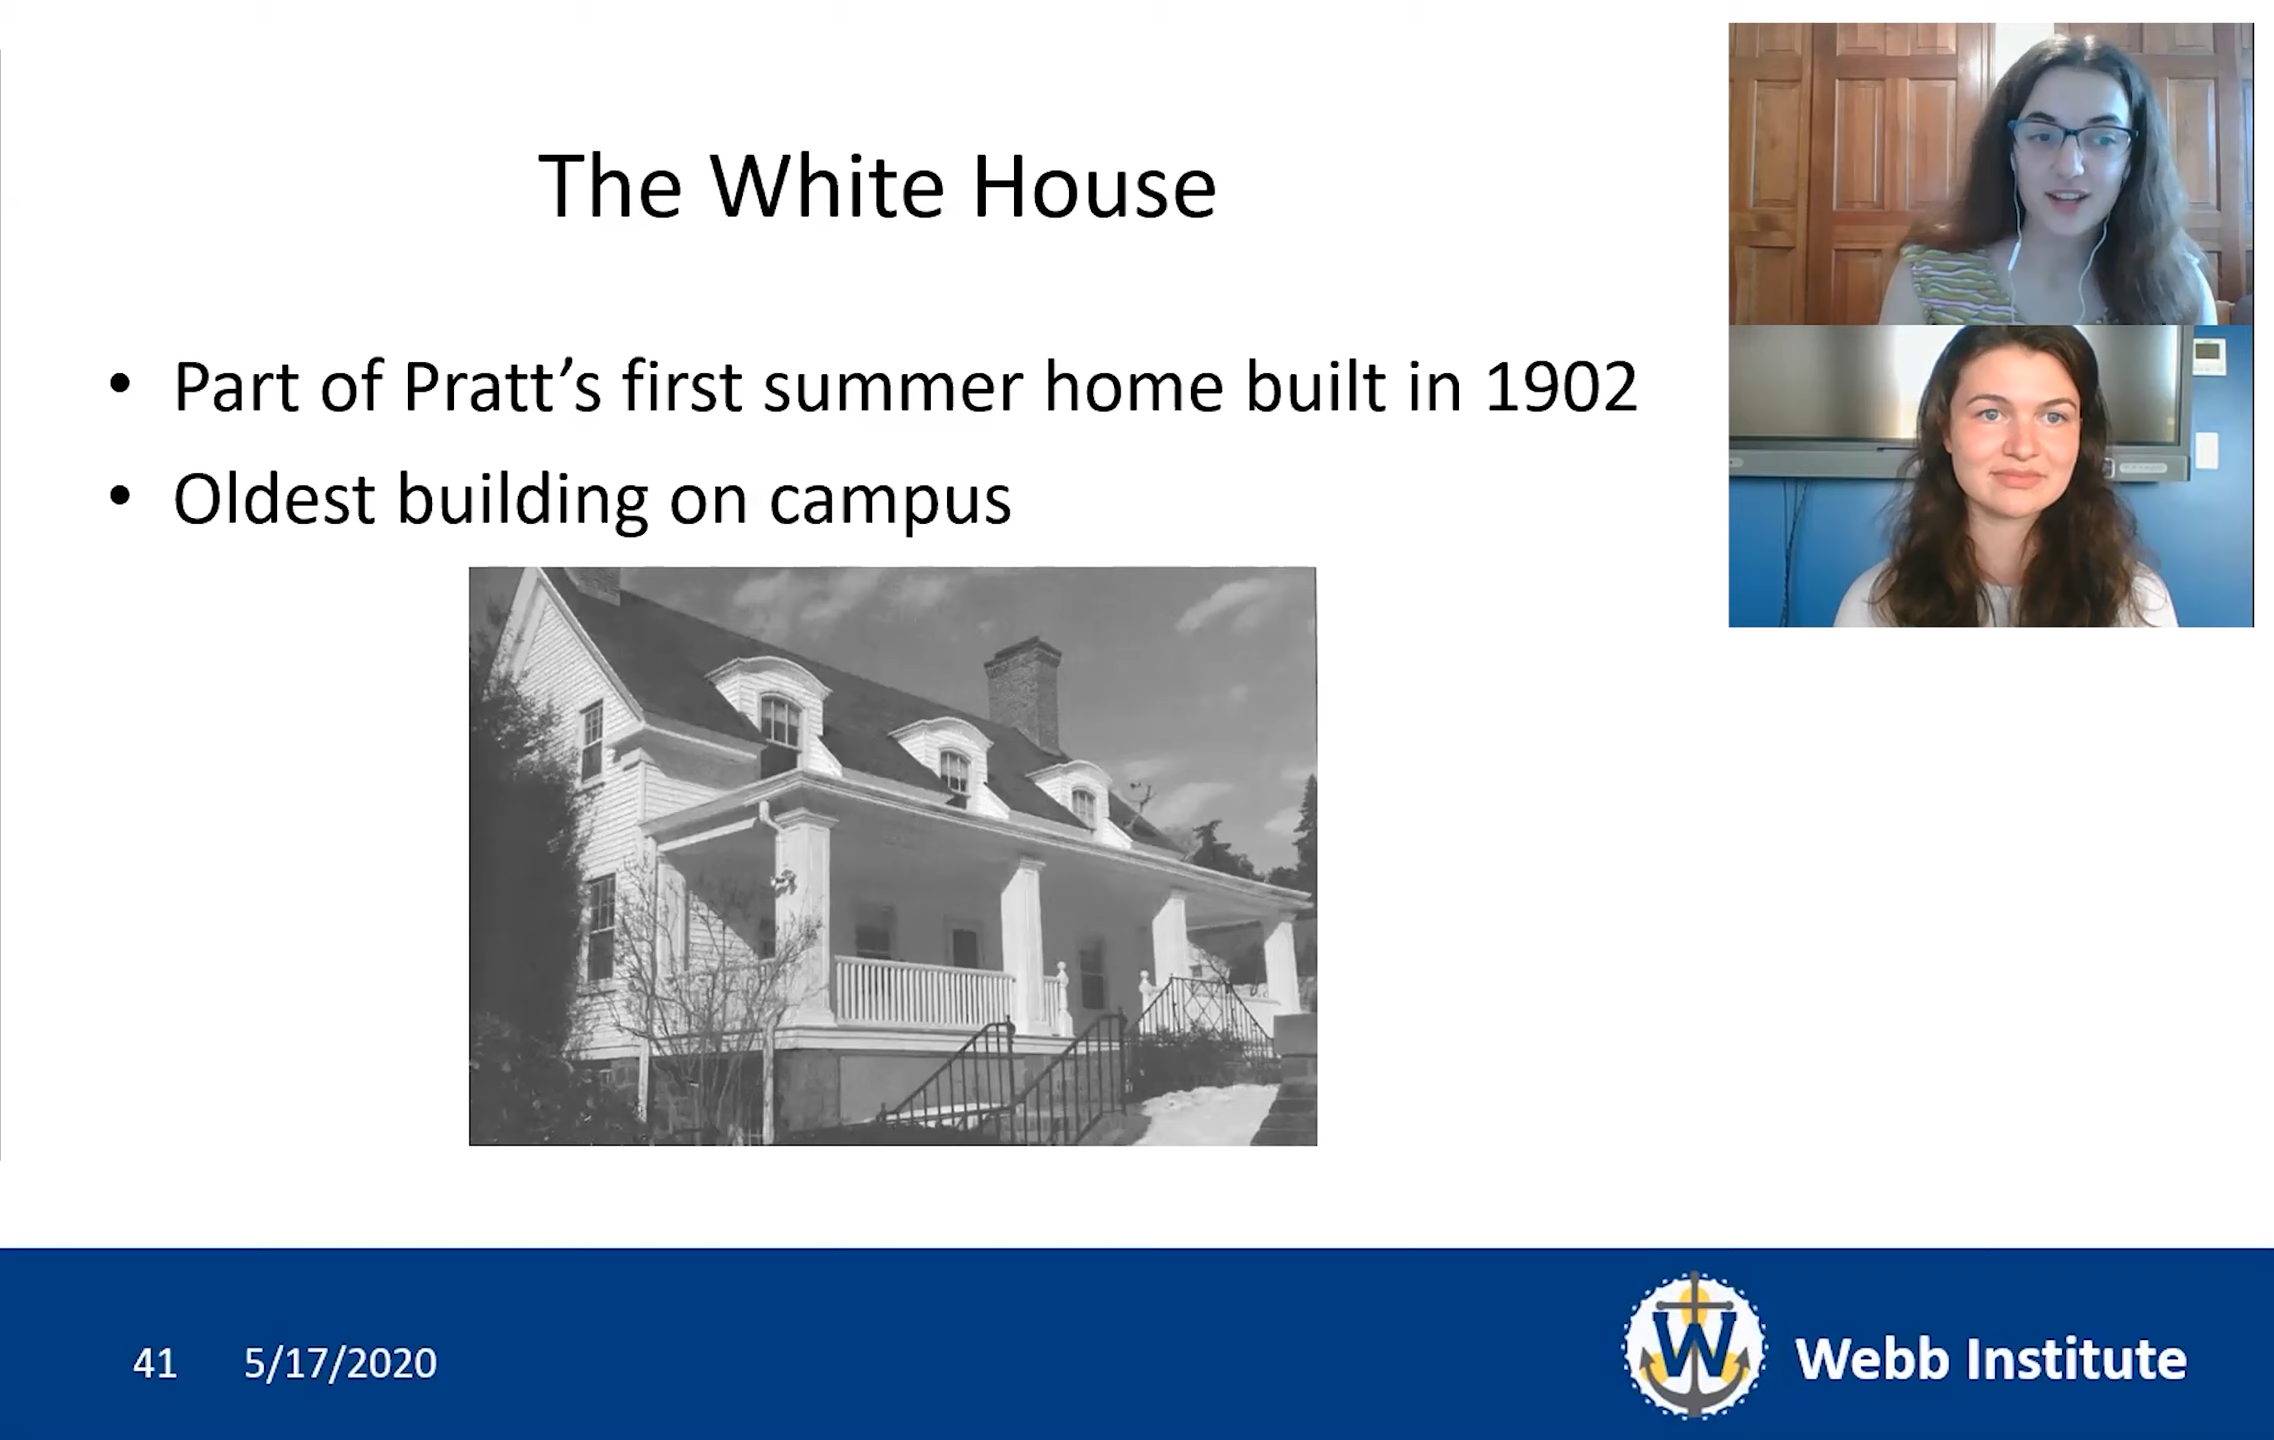 The White House
• Part of Pratt’s first summer home built in 1902
• Oldest building on campus
41 5/17/2020
W
Webb Institute